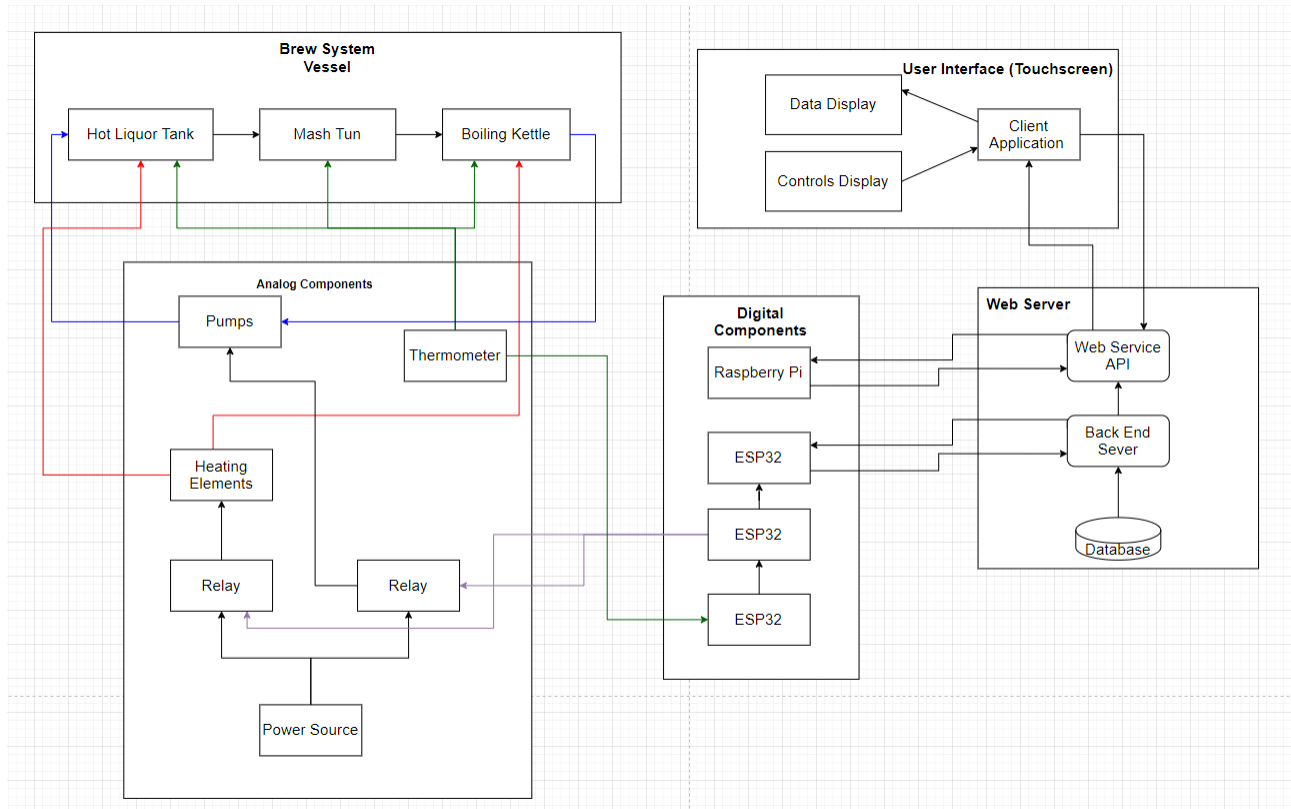 Brew System
Vessel
Hot Liquor Tank
Mash Tun
Boiling Kettle
User Interface (Touchscreen)
Data Display
Client
Application
Controls Display
Analog Components
Pumps
Thermometer
Heating
Elements
Relay
Relay
Power Source
Digital
Components
Raspberry Pi
ESP32
ESP32
ESP32
Web Server
Web Service
API
Back End
Sever
Database